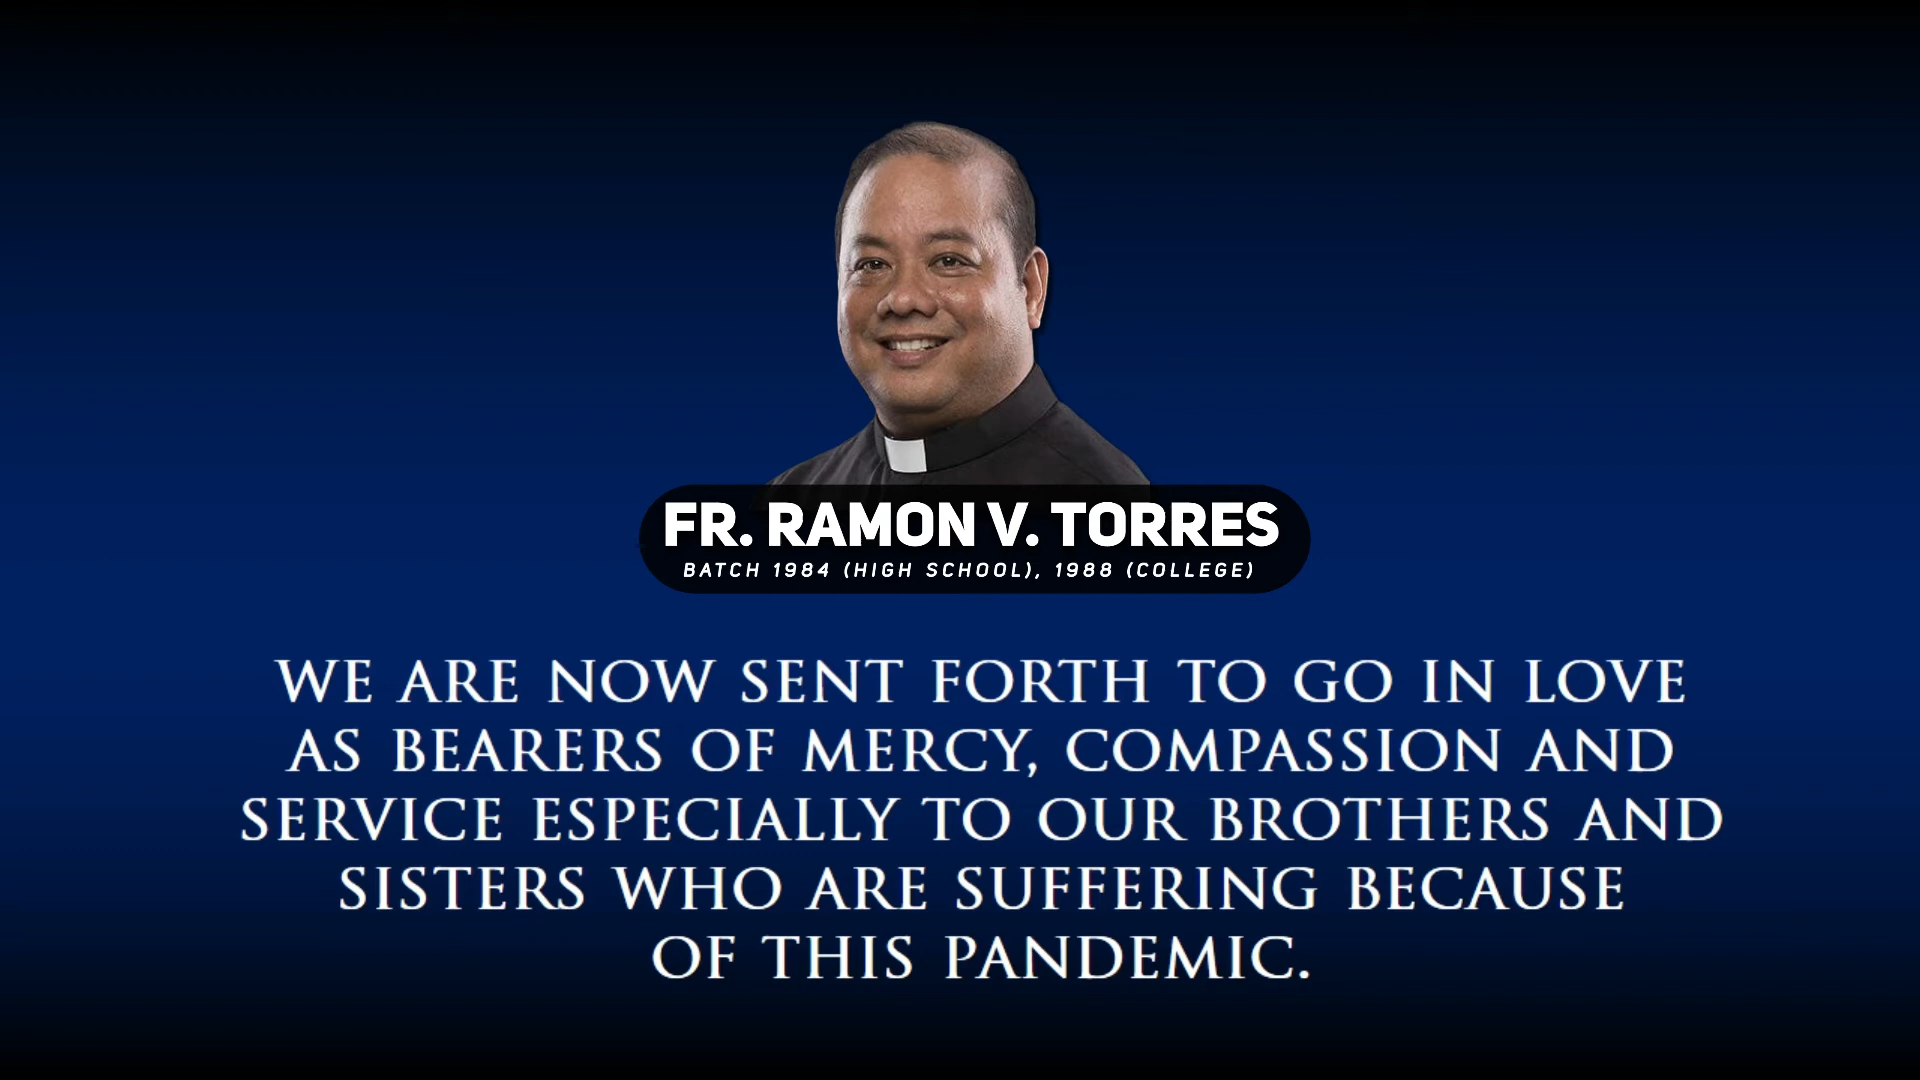 FR. RAMON V. TORRES
BATCH 1984 (HIGH SCHOOL), 1988 (COLLEGE)
WE ARE NOW SENT FORTH TO GO IN LOVE
AS BEARERS OF MERCY, COMPASSION AND
SERVICE ESPECIALLY TO OUR BROTHERS AND
SISTERS WHO ARE SUFFERING BECAUSE
OF THIS PANDEMIC.